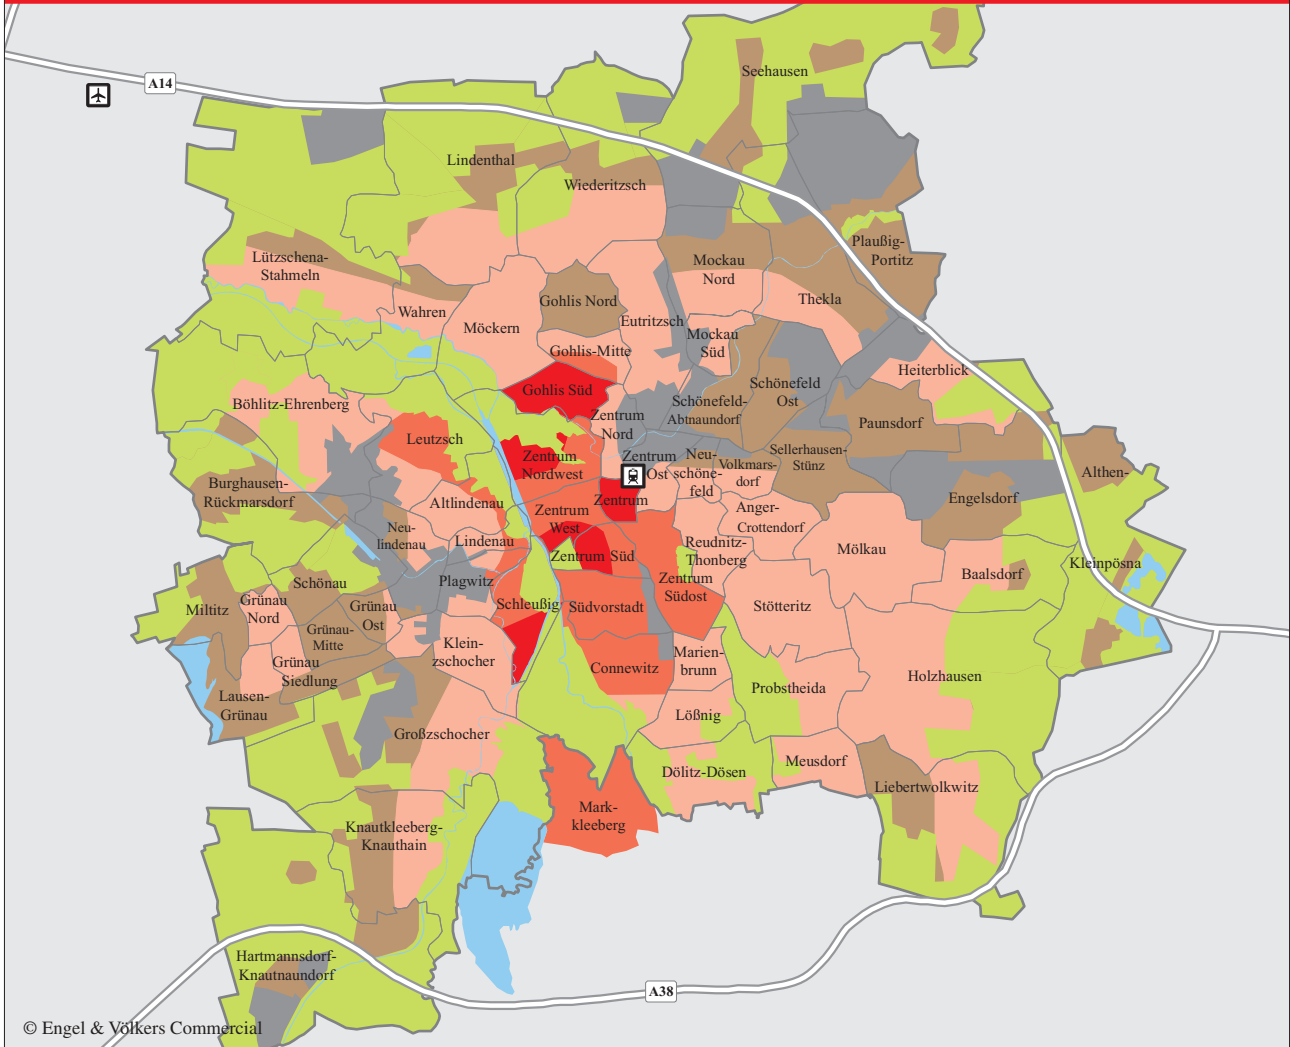 Seehausen
A14
Lindenthal
Wiederitzsch
Plaußig-
Portitz
Lützschena-
Stahmeln
Mockau
Nord
Thekla
Gohlis Nord
Wahren
Möckern
Eutritzsch
Mockau
Süd
Gohlis-Mitte
Heiterblick
Gohlis Süd
Schönefeld
Ost
Böhlitz-Ehrenberg
Schönefeld-
Abtnaundorf
Zentrum
Nord
Paunsdorf
Leutzsch
Zentrum
Nordwest
Zentrum
Ost
Neu-
schöne-
feld
Volkmars-
dorf
Sellerhausen-
Stünz
Althen-
Burghausen-
Rückmarsdorf
Altlindenau
Zentrum
Engelsdorf
Zentrum
West
Anger-
Crottendorf
Neu-
lindenau
Lindenau
Reudnitz-
Thonberg
Mölkau
Zentrum Süd
Kleinpösna
Baalsdorf
Schönau
Plagwitz
Zentrum
Südost
Miltitz
Grünau
Nord
Grünau
Ost
Schleußig
Südvorstadt
Stötteritz
Grünau-
Mitte
Klein-
zschocher
Marien-
brunn
Grünau
Siedlung
Connewitz
Holzhausen
Lausen-
Grünau
Probstheida
Lößnig
Großzschocher
Meusdorf
Dölitz-Dösen
Liebertwolkwitz
Mark-
kleeberg
Knautkleeberg-
Knauthain
Hartmannsdorf-
Knautnaundorf
A38
© Engel & Völkers Commercial